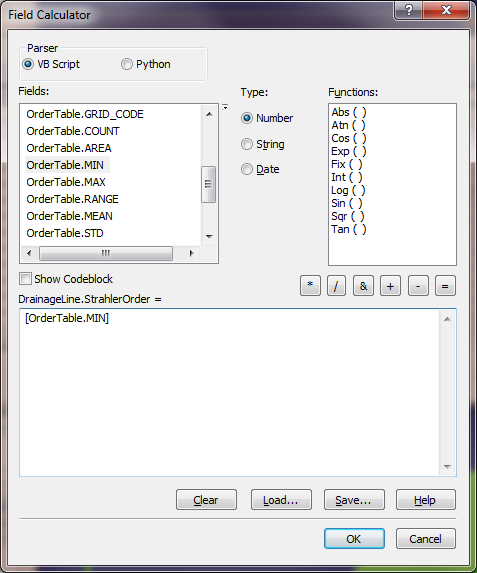 Field Calculator
Parser
VB Script
Python
Fields:
Type:
Functions:
OrderTable.GRID_CODE
OrderTable.COUNT
OrderTable.AREA
OrderTable.MIN
OrderTable.MAX
OrderTable.RANGE
OrderTable.MEAN
OrderTable.STD
Number
String
Date
Abs ( )
Atn ( )
Cos ( )
Exp ( )
Fix ( )
Int ( )
Log ( )
Sin ( )
Sqr ( )
Tan ( )
Show Codeblock
* / & + - =
DrainageLine.StrahlerOrder =
[OrderTable.MIN]
Clear
Load...
Save...
Help
OK
Cancel